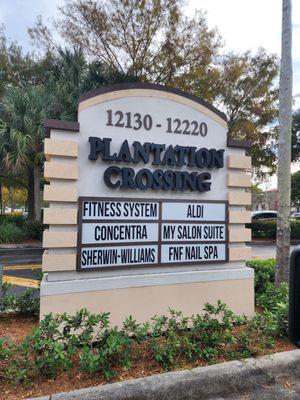 12130 - 12220
PLANTATION
CROSSING
FITNESS SYSTEM
ALDI
CONCENTRA
MY SALON SUITE
SHERWIN-WILLIAMS
FNF NAIL SPA